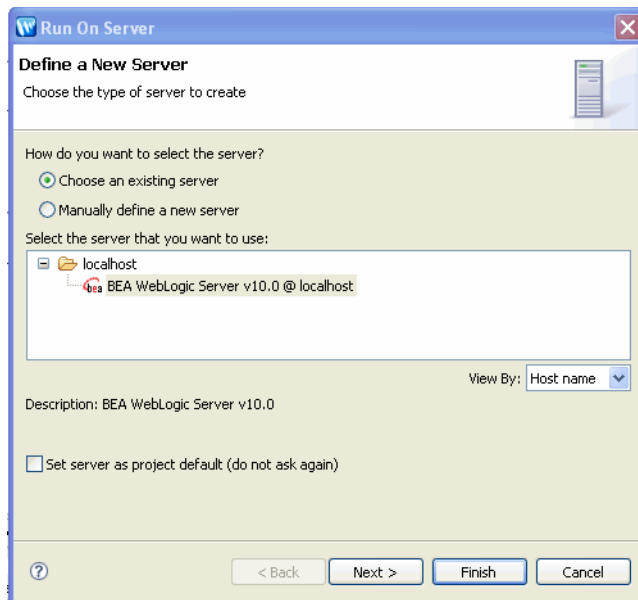 Run On Server
Define a New Server
Choose the type of server to create
How do you want to select the server?
Choose an existing server
Manually define a new server
Select the server that you want to use:
localhost
bea BEA WebLogic Server v10.0 @ localhost
View By: Host name
Description: BEA WebLogic Server v10.0
Set server as project default (do not ask again)
? < Back Next > Finish Cancel